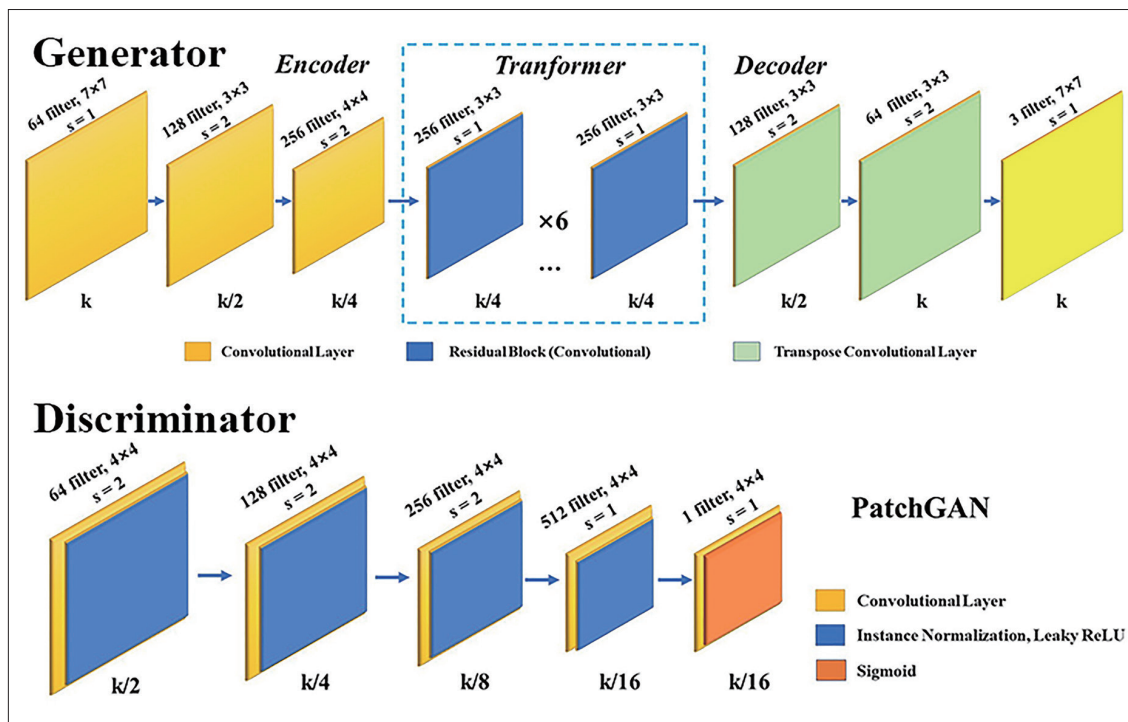 Generator
Encoder
Tranformer
Decoder
64 filter, 7×7
s = 1
128 filter, 3×3
s = 2
256 filter, 4×4
s = 2
256 filter, 3×3
s = 1
256 filter, 3×3
s = 1
128 filter, 3×3
s = 2
64 filter, 3×3
s = 2
3 filter, 7×7
s = 1
×6
...
k
k/2
k/4
k/4
k/4
k/2
k
k
Convolutional Layer
Residual Block (Convolutional)
Transpose Convolutional Layer
Discriminator
64 filter, 4×4
s = 2
128 filter, 4×4
s = 2
256 filter, 4×4
s = 2
512 filter, 4×4
s = 1
1 filter, 4×4
s = 1
PatchGAN
k/2
k/4
k/8
k/16
k/16
Convolutional Layer
Instance Normalization, Leaky ReLU
Sigmoid